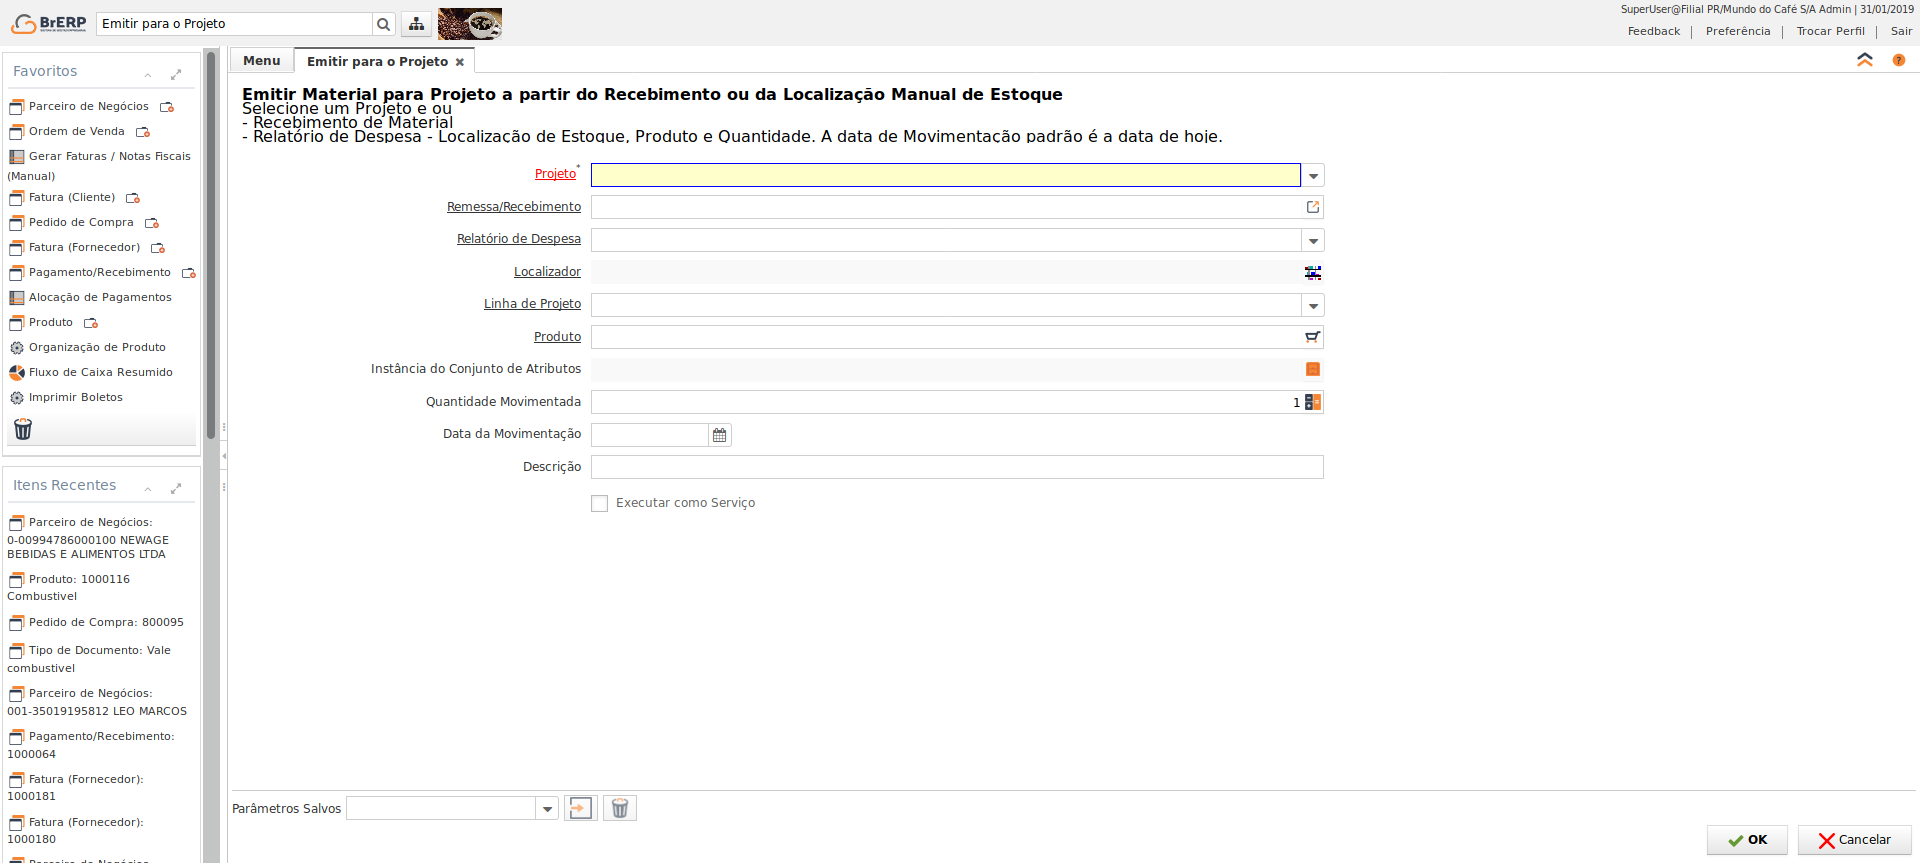 BrERP
Emitir para o Projeto
SuperUser@Filial PR/Mundo do Café S/A Admin | 31/01/2019
Feedback | Preferência | Trocar Perfil | Sair
Favoritos
Parceiro de Negócios
Ordem de Venda
Gerar Faturas / Notas Fiscais
(Manual)
Fatura (Cliente)
Pedido de Compra
Fatura (Fornecedor)
Pagamento/Recebimento
Alocação de Pagamentos
Produto
Organização de Produto
Fluxo de Caixa Resumido
Imprimir Boletos
Itens Recentes
Parceiro de Negócios:
0-00994786000100 NEWAGE
BEBIDAS E ALIMENTOS LTDA
Produto: 1000116
Combustivel
Pedido de Compra: 800095
Tipo de Documento: Vale
combustivel
Parceiro de Negócios:
001-35019195812 LEO MARCOS
Pagamento/Recebimento:
1000064
Fatura (Fornecedor):
1000181
Fatura (Fornecedor):
1000180
Parceiro de Negócios
Menu
Emitir para o Projeto
Emitir Material para Projeto a partir do Recebimento ou da Localização Manual de Estoque
Selecione um Projeto e ou
- Recebimento de Material
- Relatório de Despesa - Localização de Estoque, Produto e Quantidade. A data de Movimentação padrão é a data de hoje.
Projeto*
Remessa/Recebimento
Relatório de Despesa
Localizador
Linha de Projeto
Produto
Instância do Conjunto de Atributos
Quantidade Movimentada 1
Data da Movimentação
Descrição
Executar como Serviço
Parâmetros Salvos
OK
Cancelar